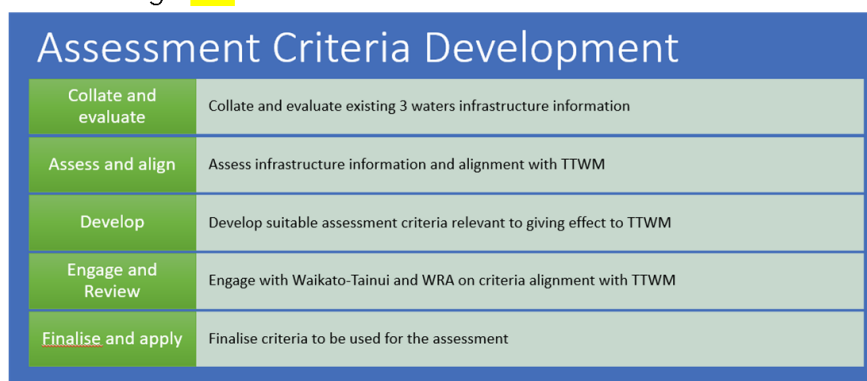 Assessment Criteria Development
Collate and
evaluate
Collate and evaluate existing 3 waters infrastructure information
Assess and align
Assess infrastructure information and alignment with TTWM
Develop
Develop suitable assessment criteria relevant to giving effect to TTWM
Engage and
Review
Engage with Waikato-Tainui and WRA on criteria alignment with TTWM
Finalise and apply
Finalise criteria to be used for the assessment